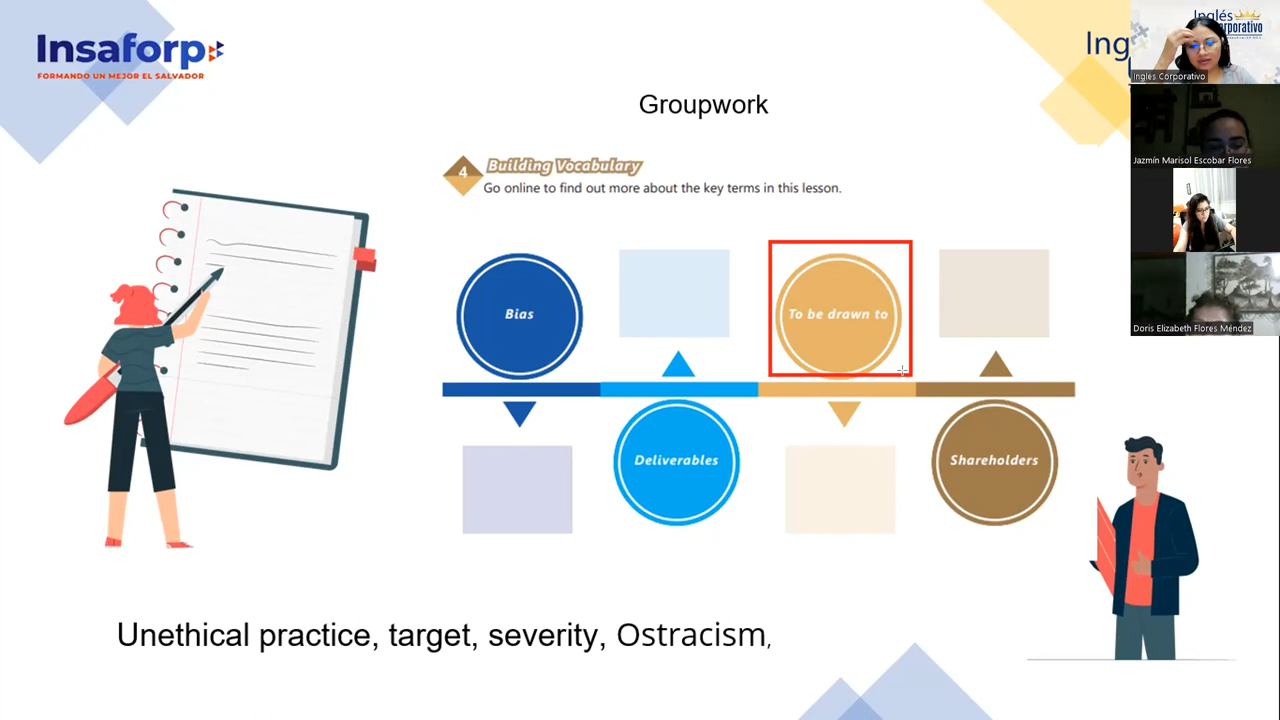 Insaforp
FORMANDO UN MEJOR EL SALVADOR
Ing
Inglés
Corporativo
Ingles Corporativo
Groupwork
4 Building Vocabulary
Go online to find out more about the key terms in this lesson.
Bias
To be drawn to
Deliverables
Shareholders
Jazmín Marisol Escobar Flores
Doris Elizabeth Flores Méndez
Unethical practice, target, severity, Ostracism,